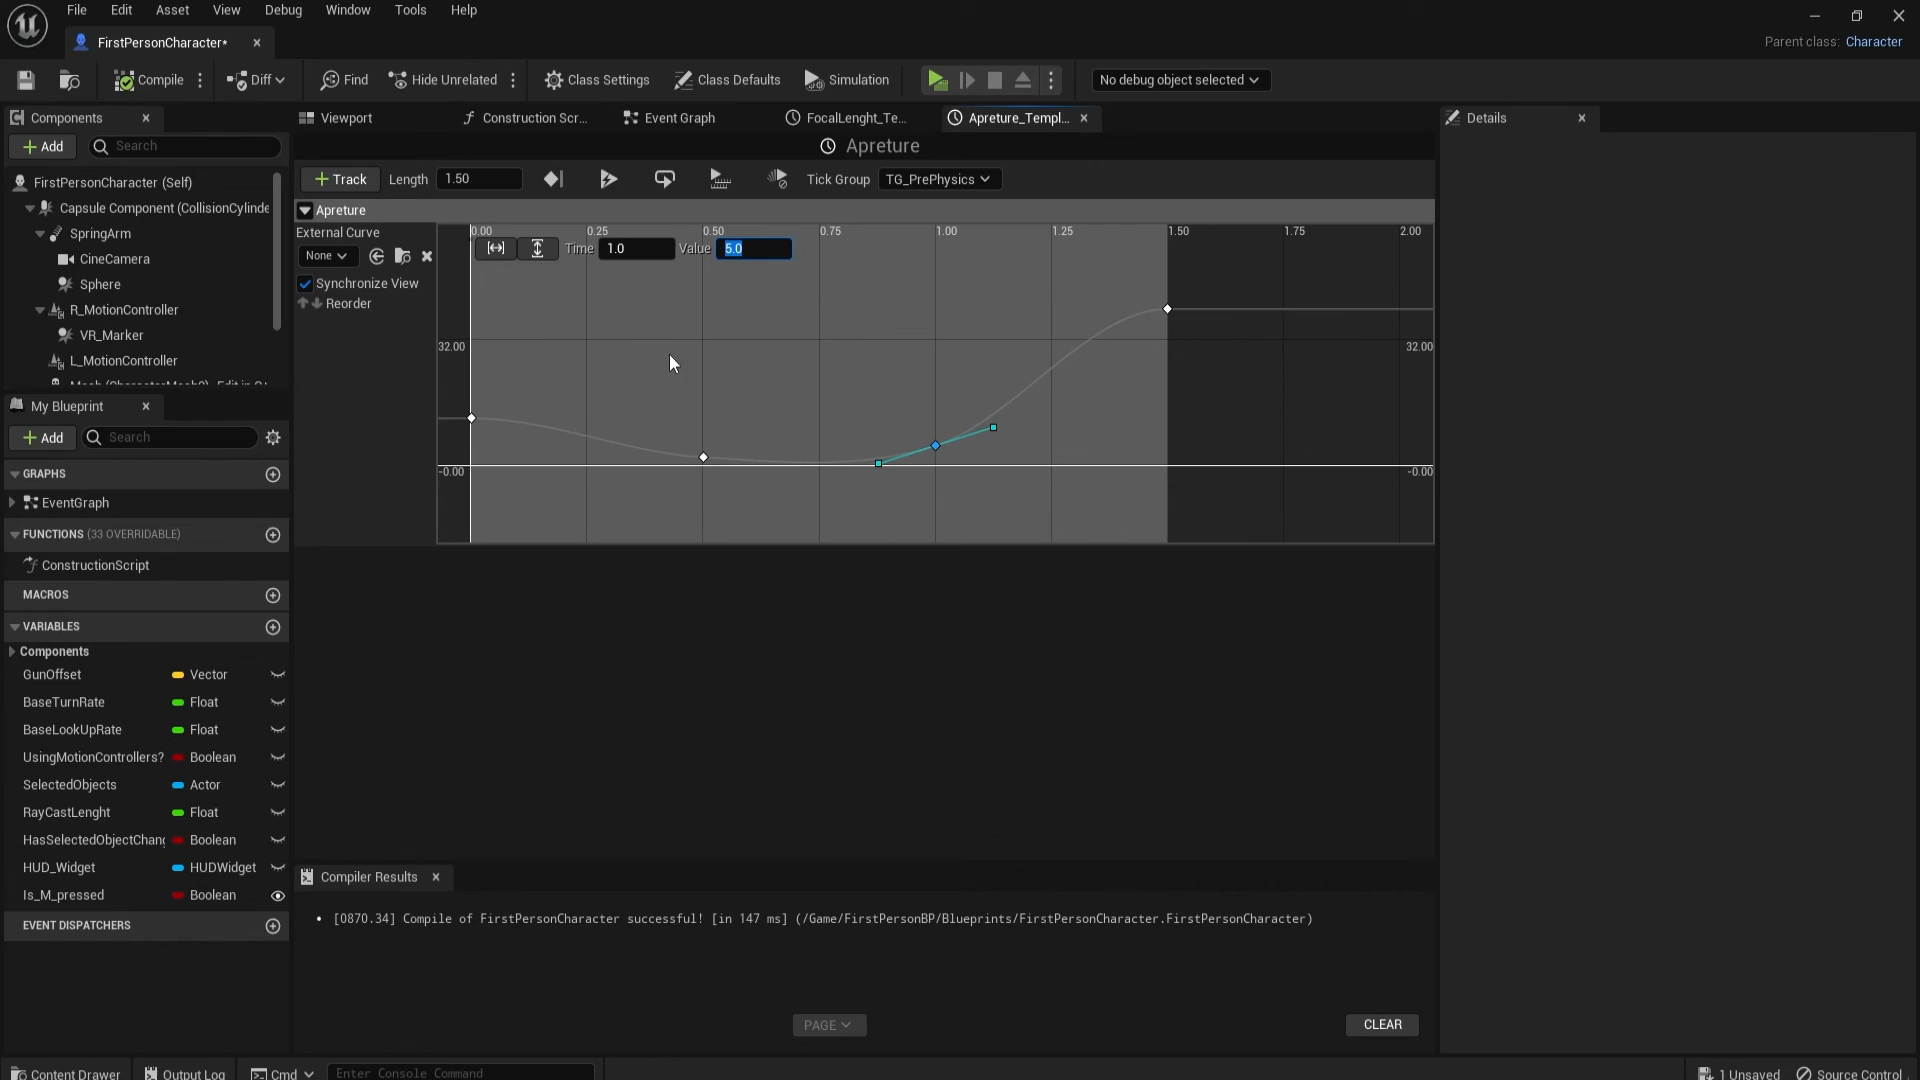 File Edit Asset View Debug Window Tools Help
FirstPersonCharacter*
Parent class: Character
Compile Diff Find Hide Unrelated Class Settings Class Defaults Simulation No debug object selected
Components
Viewport Construction Scr... Event Graph FocalLenght_Te... Apreture_Templ... Details
Add Search
Apreture
Track Length 1.50 Tick Group TG_PrePhysics
FirstPersonCharacter (Self)
Capsule Component (CollisionCylinde
SpringArm
CineCamera
Sphere
R_MotionController
VR_Marker
L_MotionController
Apreture
External Curve
None
Synchronize View
Reorder
0.00 0.25 0.50 0.75 1.00 1.25 1.50 1.75 2.00
Time 1.0 Value 5.0
32.00 32.00
-0.00 -0.00
My Blueprint
Add Search
GRAPHS
EventGraph
FUNCTIONS (33 OVERRIDABLE)
ConstructionScript
MACROS
VARIABLES
Components
GunOffset Vector
BaseTurnRate Float
BaseLookUpRate Float
UsingMotionControllers? Boolean
SelectedObjects Actor
RayCastLenght Float
HasSelectedObjectChang Boolean
HUD_Widget HUDWidget
Is_M_pressed Boolean
EVENT DISPATCHERS
Compiler Results
[0870.34] Compile of FirstPersonCharacter successful! [in 147 ms] (/Game/FirstPersonBP/Blueprints/FirstPersonCharacter.FirstPersonCharacter)
PAGE
CLEAR
Content Drawer Output Log Cmd Enter Console Command 1 Unsaved Source Control